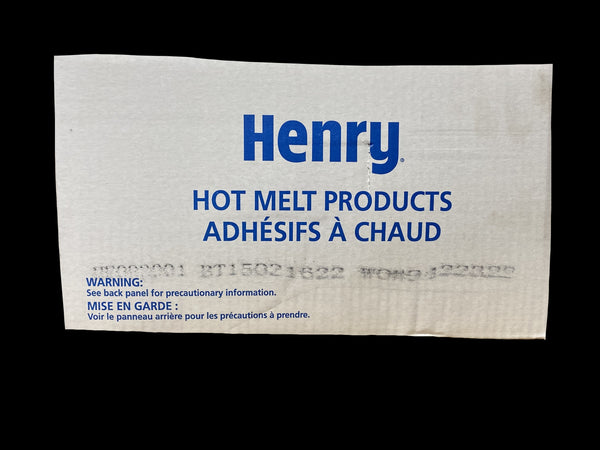 Henry®
HOT MELT PRODUCTS
ADHÉSIFS À CHAUD
BT15021622
WARNING:
See back panel for precautionary information.
MISE EN GARDE :
Voir le panneau arrière pour les précautions à prendre.